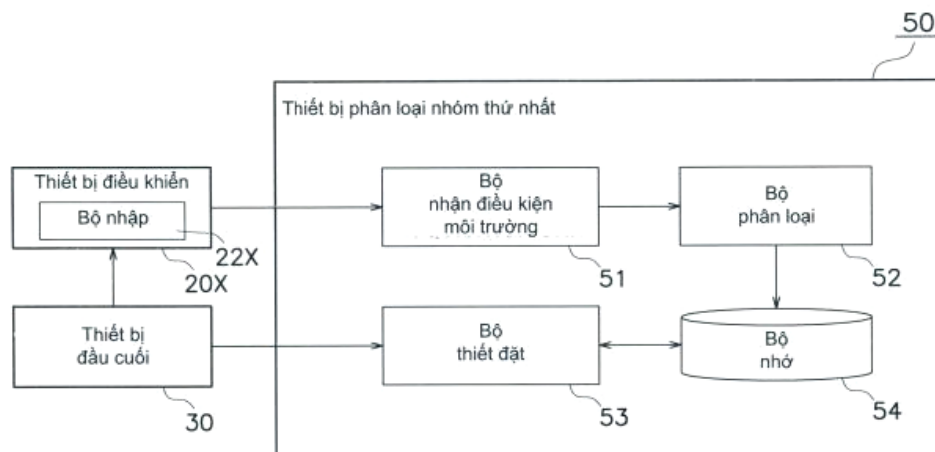 50
Thiết bị phân loại nhóm thứ nhất
Thiết bị điều khiển
Bộ nhập
22X
20X
Bộ
nhận điều kiện
môi trường
51
Bộ
phân loại
52
Thiết bị
đầu cuối
30
Bộ
thiết đặt
53
Bộ
nhớ
54